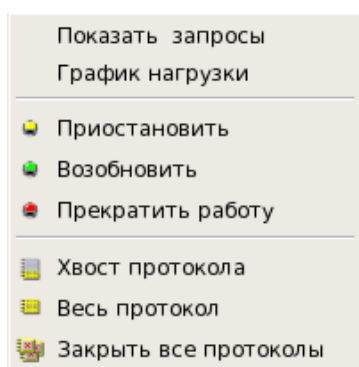 Показать запросы
График нагрузки
Приостановить
Возобновить
Прекратить работу
Хвост протокола
Весь протокол
Закрыть все протоколы